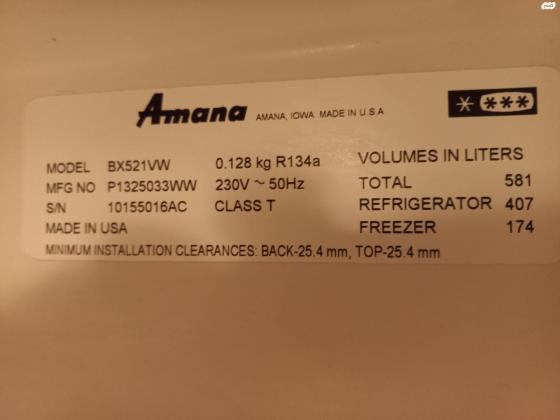 Amana AMANA, IOWA MADE IN U.S.A
MODEL BX521VW 0.128 kg R134a
MFG NO P1325033WW 230V ~ 50Hz
S/N 10155016AC CLASS T
MADE IN USA
VOLUMES IN LITERS
TOTAL 581
REFRIGERATOR 407
FREEZER 174
MINIMUM INSTALLATION CLEARANCES: BACK-25.4 mm, TOP-25.4 mm